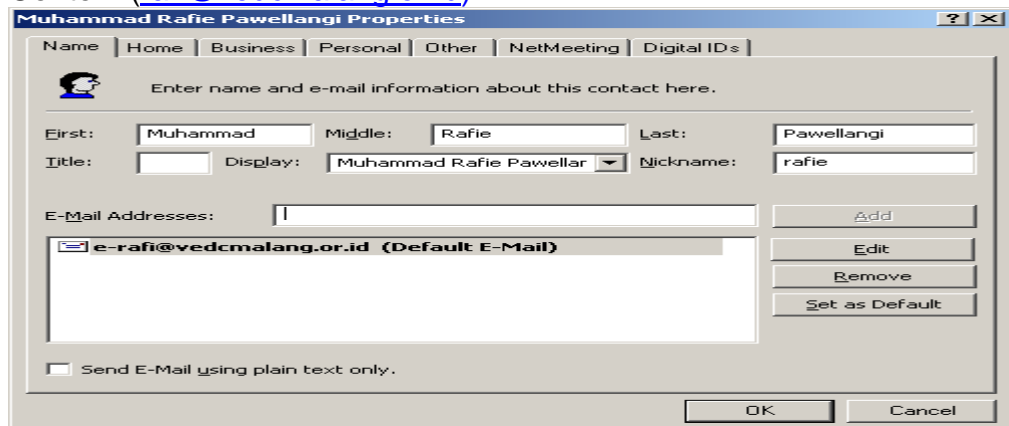 Muhammad Rafie Pawellangi Properties
Name Home Business Personal Other NetMeeting Digital IDs
Enter name and e-mail information about this contact here.
First: Muhammad Middle: Rafie Last: Pawellangi
Title: Display: Muhammad Rafie Pawellar Nickname: rafie
E-Mail Addresses: Add
e-rafi@vedcmalang.or.id (Default E-Mail) Edit
Remove
Set as Default
Send E-Mail using plain text only.
OK Cancel